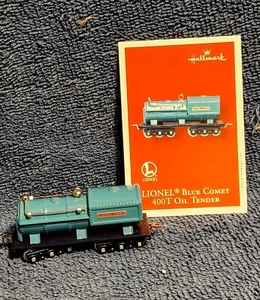 Hallmark
LIONEL
LIONEL® BLUE COMET
400T OIL TENDER